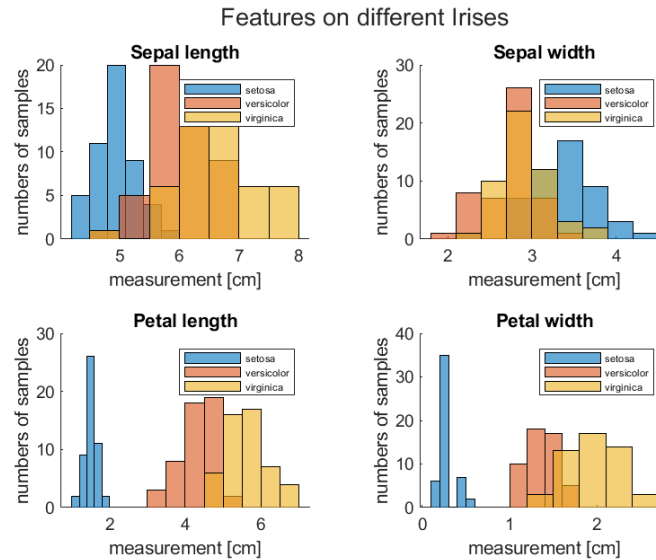 Features on different Irises
Sepal length
numbers of samples
20
15
10
5
0
setosa
versicolor
virginica
5 6 7 8
measurement [cm]
Sepal width
numbers of samples
30
20
10
0
setosa
versicolor
virginica
2 3 4
measurement [cm]
Petal length
numbers of samples
30
20
10
0
setosa
versicolor
virginica
2 4 6
measurement [cm]
Petal width
numbers of samples
40
30
20
10
0
setosa
versicolor
virginica
0 1 2
measurement [cm]